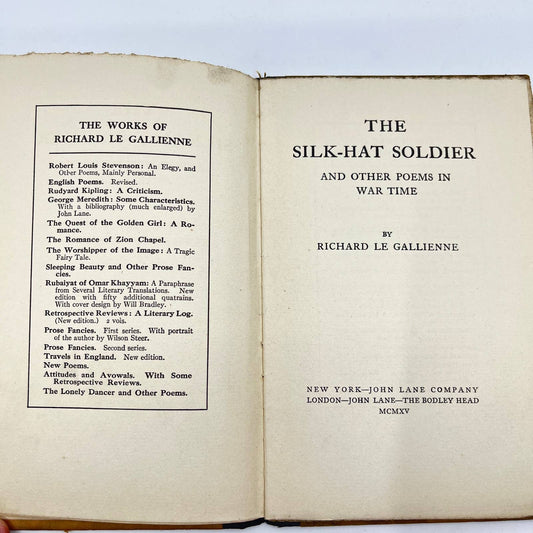 THE WORKS OF
RICHARD LE GALLIENNE
Robert Louis Stevenson: An Elegy, and
Other Poems, Mainly Personal.
English Poems. Revised.
Rudyard Kipling: A Criticism.
George Meredith: Some Characteristics.
With a bibliography (much enlarged) by
John Lane.
The Quest of the Golden Girl: A Ro-
mance.
The Romance of Zion Chapel.
The Worshipper of the Image: A Tragic
Fairy Tale.
Sleeping Beauty and Other Prose Fan-
cies.
Rubaiyat of Omar Khayyam: A Paraphrase
from Several Literary Translations. New
edition with fifty additional quatrains.
With cover design by Will Bradley.
Retrospective Reviews: A Literary Log.
(New edition.) 2 vols.
Prose Fancies. First series. With portrait
of the author by Wilson Steer.
Prose Fancies. Second series.
Travels in England. New edition.
New Poems.
Attitudes and Avowals. With Some
Retrospective Reviews.
The Lonely Dancer and Other Poems.
THE
SILK-HAT SOLDIER
AND OTHER POEMS IN
WAR TIME
BY
RICHARD LE GALLIENNE
NEW YORK—JOHN LANE COMPANY
LONDON—JOHN LANE—THE BODLEY HEAD
MCMXV